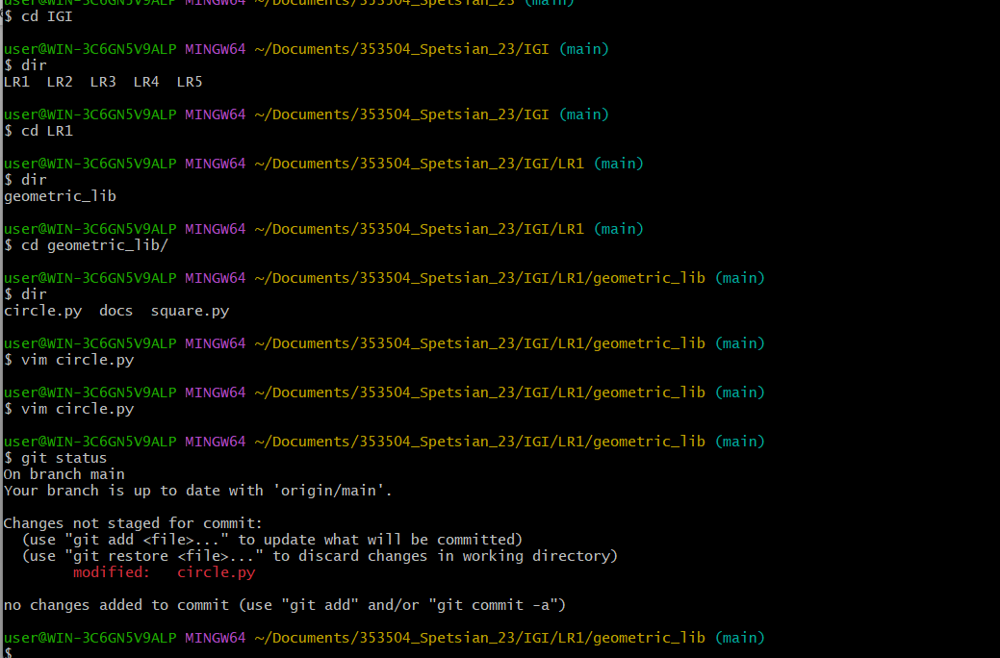 user@WIN-3C6GN5V9ALP MINGW64 ~/Documents/353504_Spetsian_23 (main)
$ cd IGI
user@WIN-3C6GN5V9ALP MINGW64 ~/Documents/353504_Spetsian_23/IGI (main)
$ dir
LR1  LR2  LR3  LR4  LR5
user@WIN-3C6GN5V9ALP MINGW64 ~/Documents/353504_Spetsian_23/IGI (main)
$ cd LR1
user@WIN-3C6GN5V9ALP MINGW64 ~/Documents/353504_Spetsian_23/IGI/LR1 (main)
$ dir
geometric_lib
user@WIN-3C6GN5V9ALP MINGW64 ~/Documents/353504_Spetsian_23/IGI/LR1 (main)
$ cd geometric_lib/
user@WIN-3C6GN5V9ALP MINGW64 ~/Documents/353504_Spetsian_23/IGI/LR1/geometric_lib (main)
$ dir
circle.py  docs  square.py
user@WIN-3C6GN5V9ALP MINGW64 ~/Documents/353504_Spetsian_23/IGI/LR1/geometric_lib (main)
$ vim circle.py
user@WIN-3C6GN5V9ALP MINGW64 ~/Documents/353504_Spetsian_23/IGI/LR1/geometric_lib (main)
$ vim circle.py
user@WIN-3C6GN5V9ALP MINGW64 ~/Documents/353504_Spetsian_23/IGI/LR1/geometric_lib (main)
$ git status
On branch main
Your branch is up to date with 'origin/main'.
Changes not staged for commit:
  (use "git add <file>..." to update what will be committed)
  (use "git restore <file>..." to discard changes in working directory)
        modified:   circle.py
no changes added to commit (use "git add" and/or "git commit -a")
user@WIN-3C6GN5V9ALP MINGW64 ~/Documents/353504_Spetsian_23/IGI/LR1/geometric_lib (main)
$